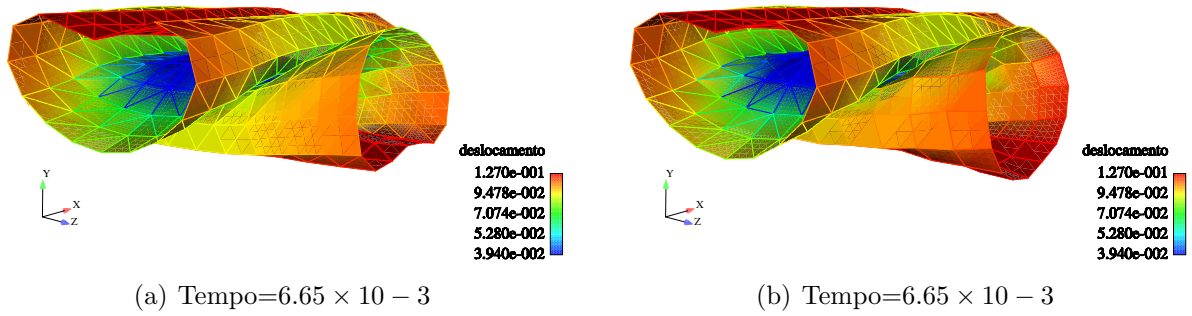 deslocamento
1.270e-001
9.478e-002
7.074e-002
5.280e-002
3.940e-002
Y
X
Z
(a) Tempo=6.65 × 10 − 3
deslocamento
1.270e-001
9.478e-002
7.074e-002
5.280e-002
3.940e-002
Y
X
Z
(b) Tempo=6.65 × 10 − 3